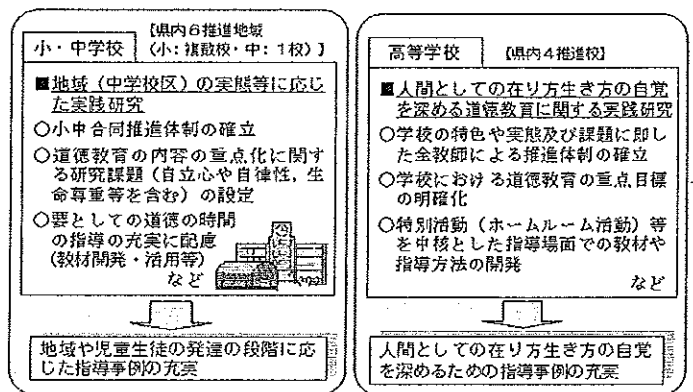 小・中学校
【県内６推進地域
（小：複数校・中：１校）】
■地域（中学校区）の実態等に応じ
た実践研究
○小中合同推進体制の確立
○道徳教育の内容の重点化に関す
る研究課題（自立心や自律性，生
命尊重等を含む）の設定
○要としての道徳の時間
の指導の充実に配慮
（教材開発・活用等）
など
地域や児童生徒の発達の段階に応
じた指導事例の充実
高等学校
【県内４推進校】
■人間としての在り方生き方の自覚
を深める道徳教育に関する実践研究
○学校の特色や実態及び課題に即し
た全教師による推進体制の確立
○学校における道徳教育の重点目標
の明確化
○特別活動（ホームルーム活動）等
を中核とした指導場面での教材や
指導方法の開発
など
人間としての在り方生き方の自覚
を深めるための指導事例の充実